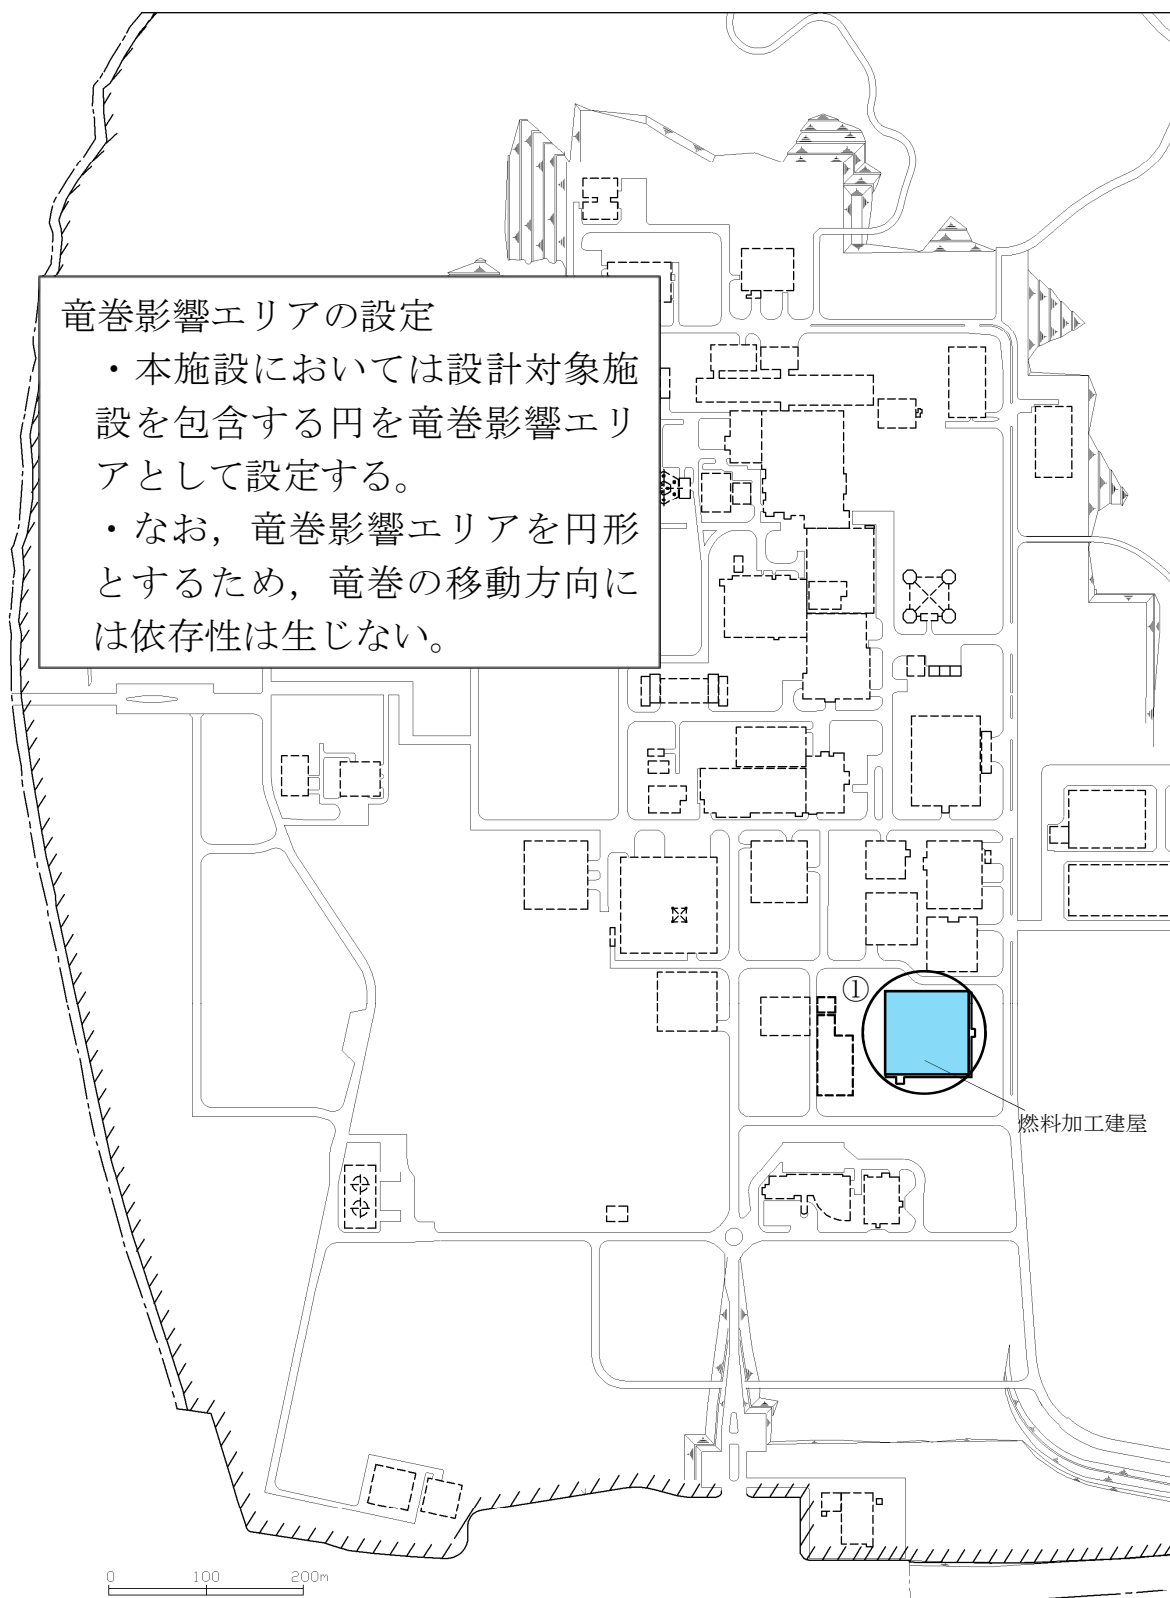 竜巻影響エリアの設定
・本施設においては設計対象施
設を包含する円を竜巻影響エリ
アとして設定する。
・なお，竜巻影響エリアを円形
とするため，竜巻の移動方向に
は依存性は生じない。
①
燃料加工建屋
0 100 200m